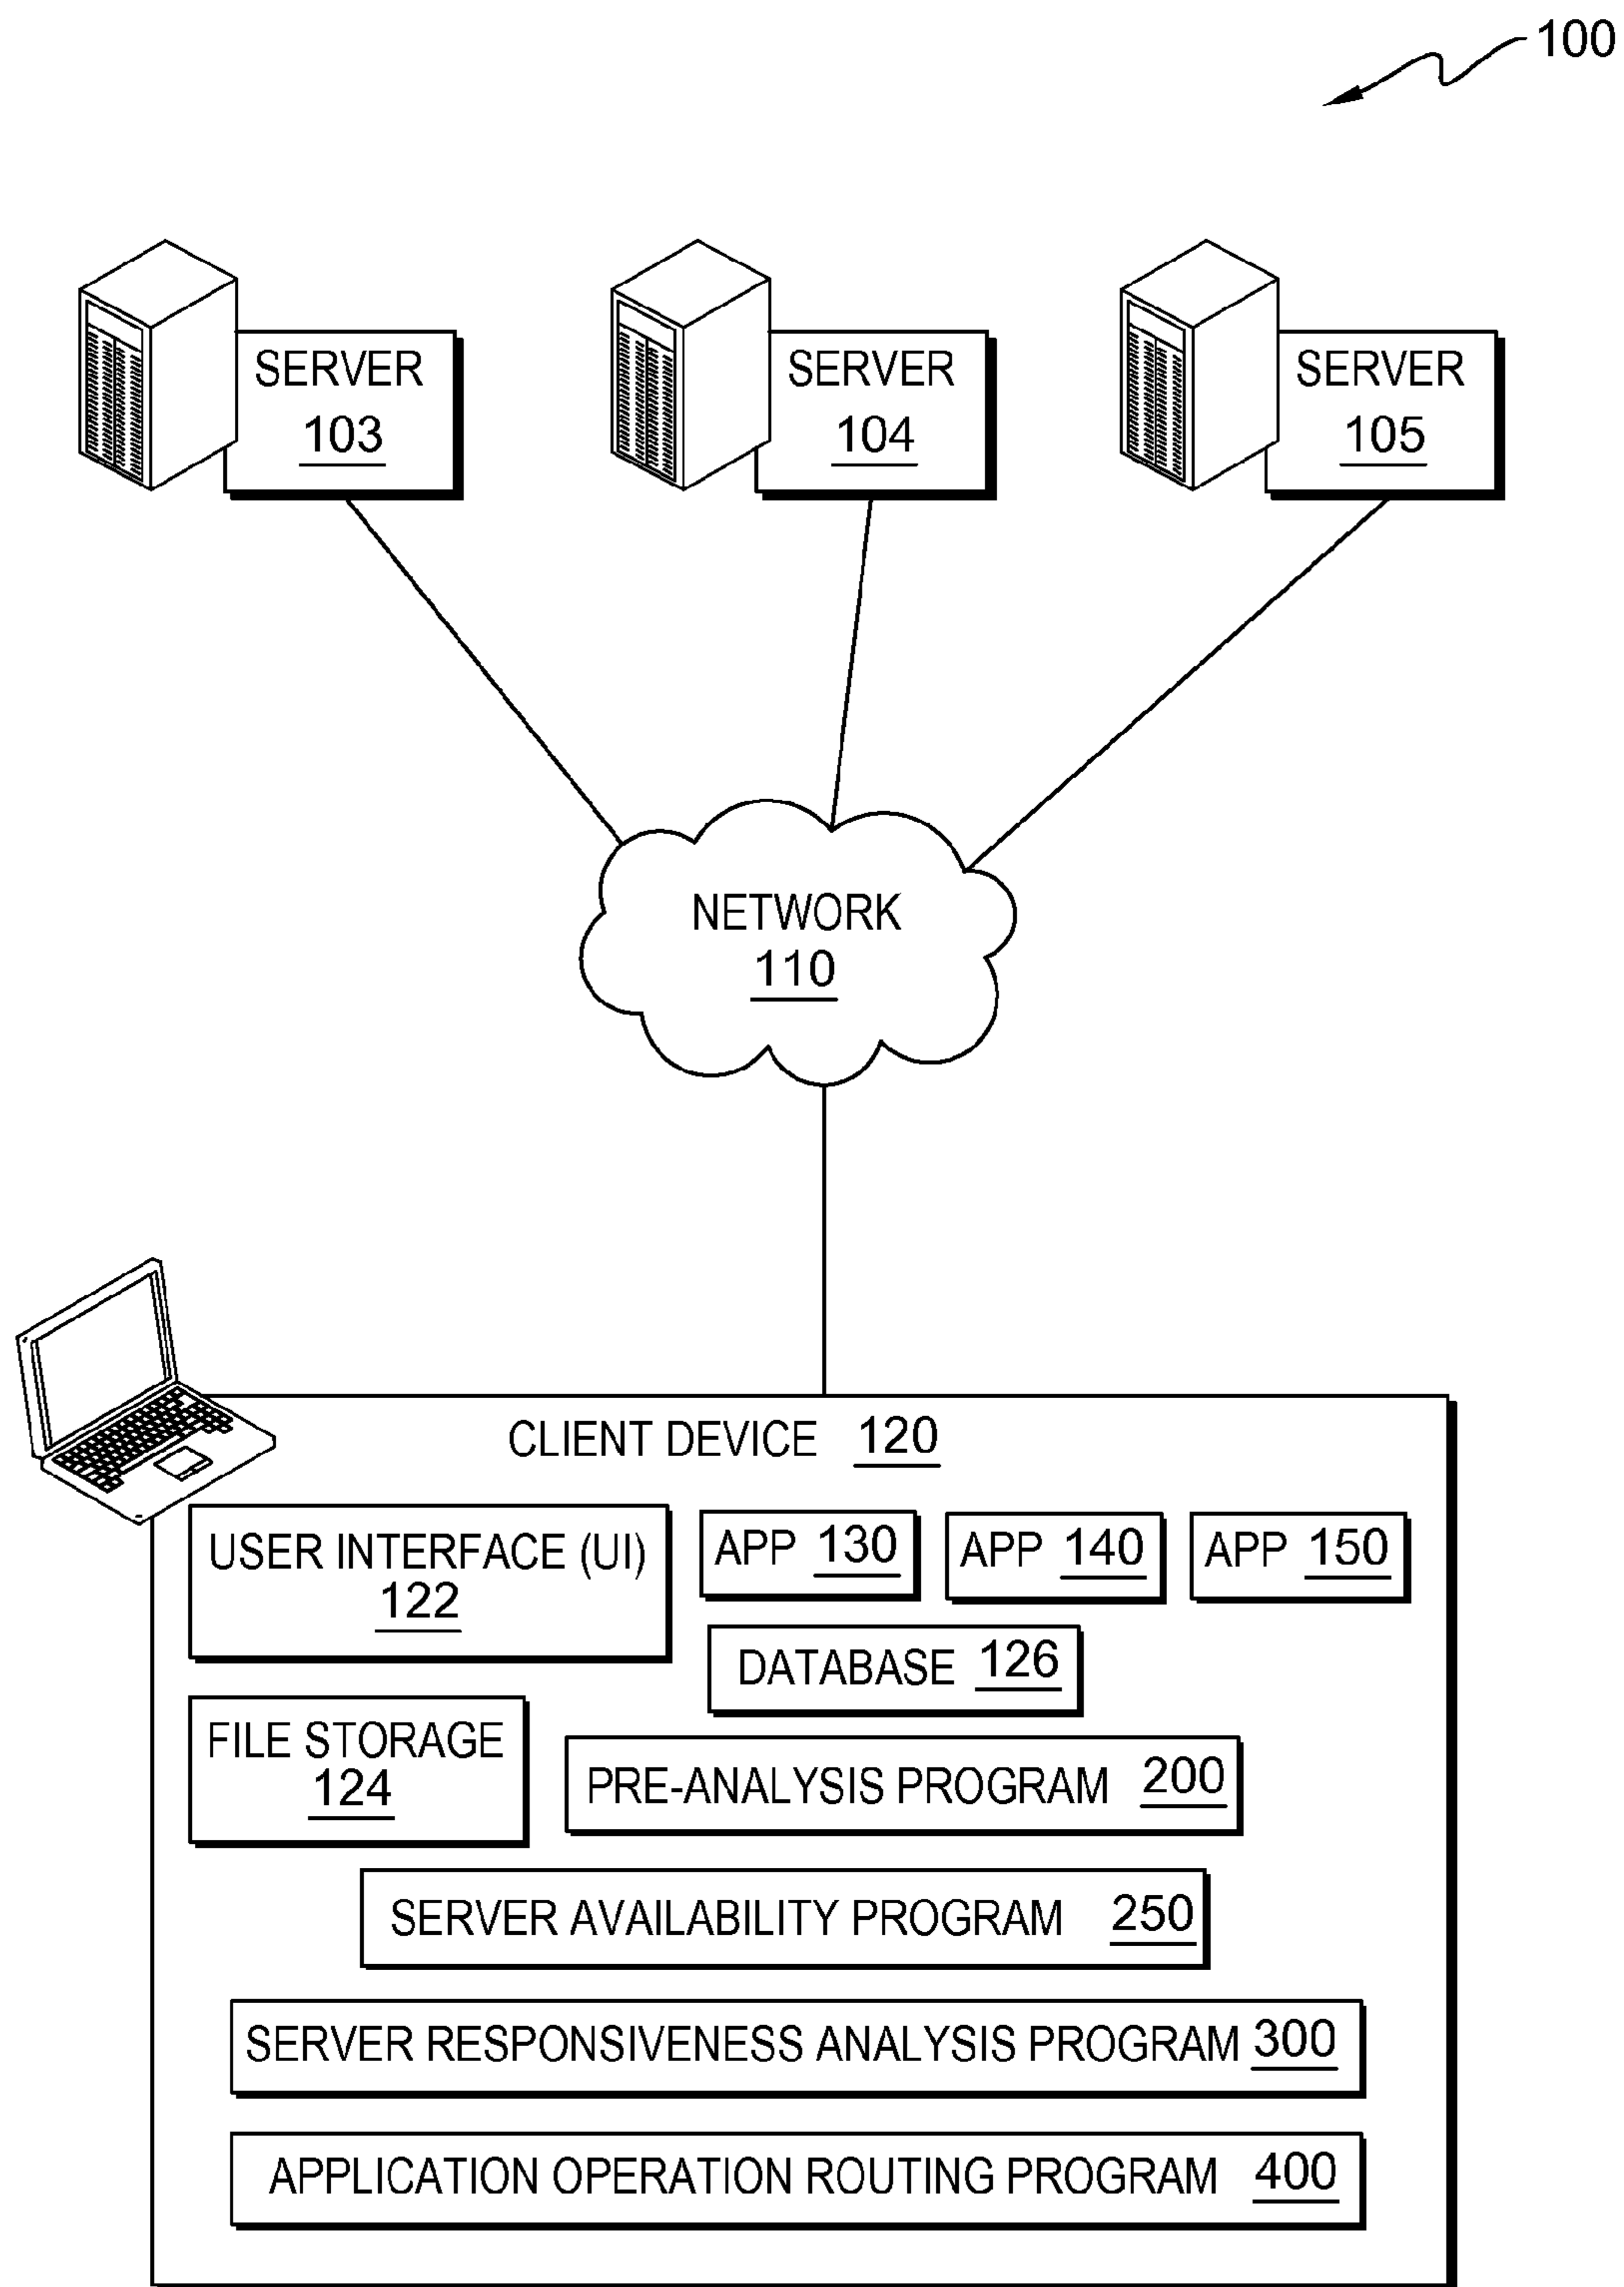 100
SERVER
103
SERVER
104
SERVER
105
NETWORK
110
CLIENT DEVICE 120
USER INTERFACE (UI)
122
APP 130
APP 140
APP 150
DATABASE 126
FILE STORAGE
124
PRE-ANALYSIS PROGRAM 200
SERVER AVAILABILITY PROGRAM 250
SERVER RESPONSIVENESS ANALYSIS PROGRAM 300
APPLICATION OPERATION ROUTING PROGRAM 400